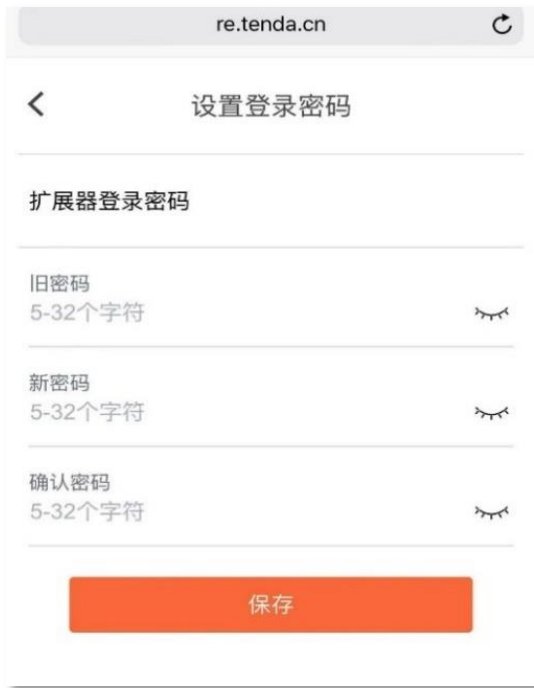 re.tenda.cn
设置登录密码
扩展器登录密码
旧密码
5-32个字符
新密码
5-32个字符
确认密码
5-32个字符
保存